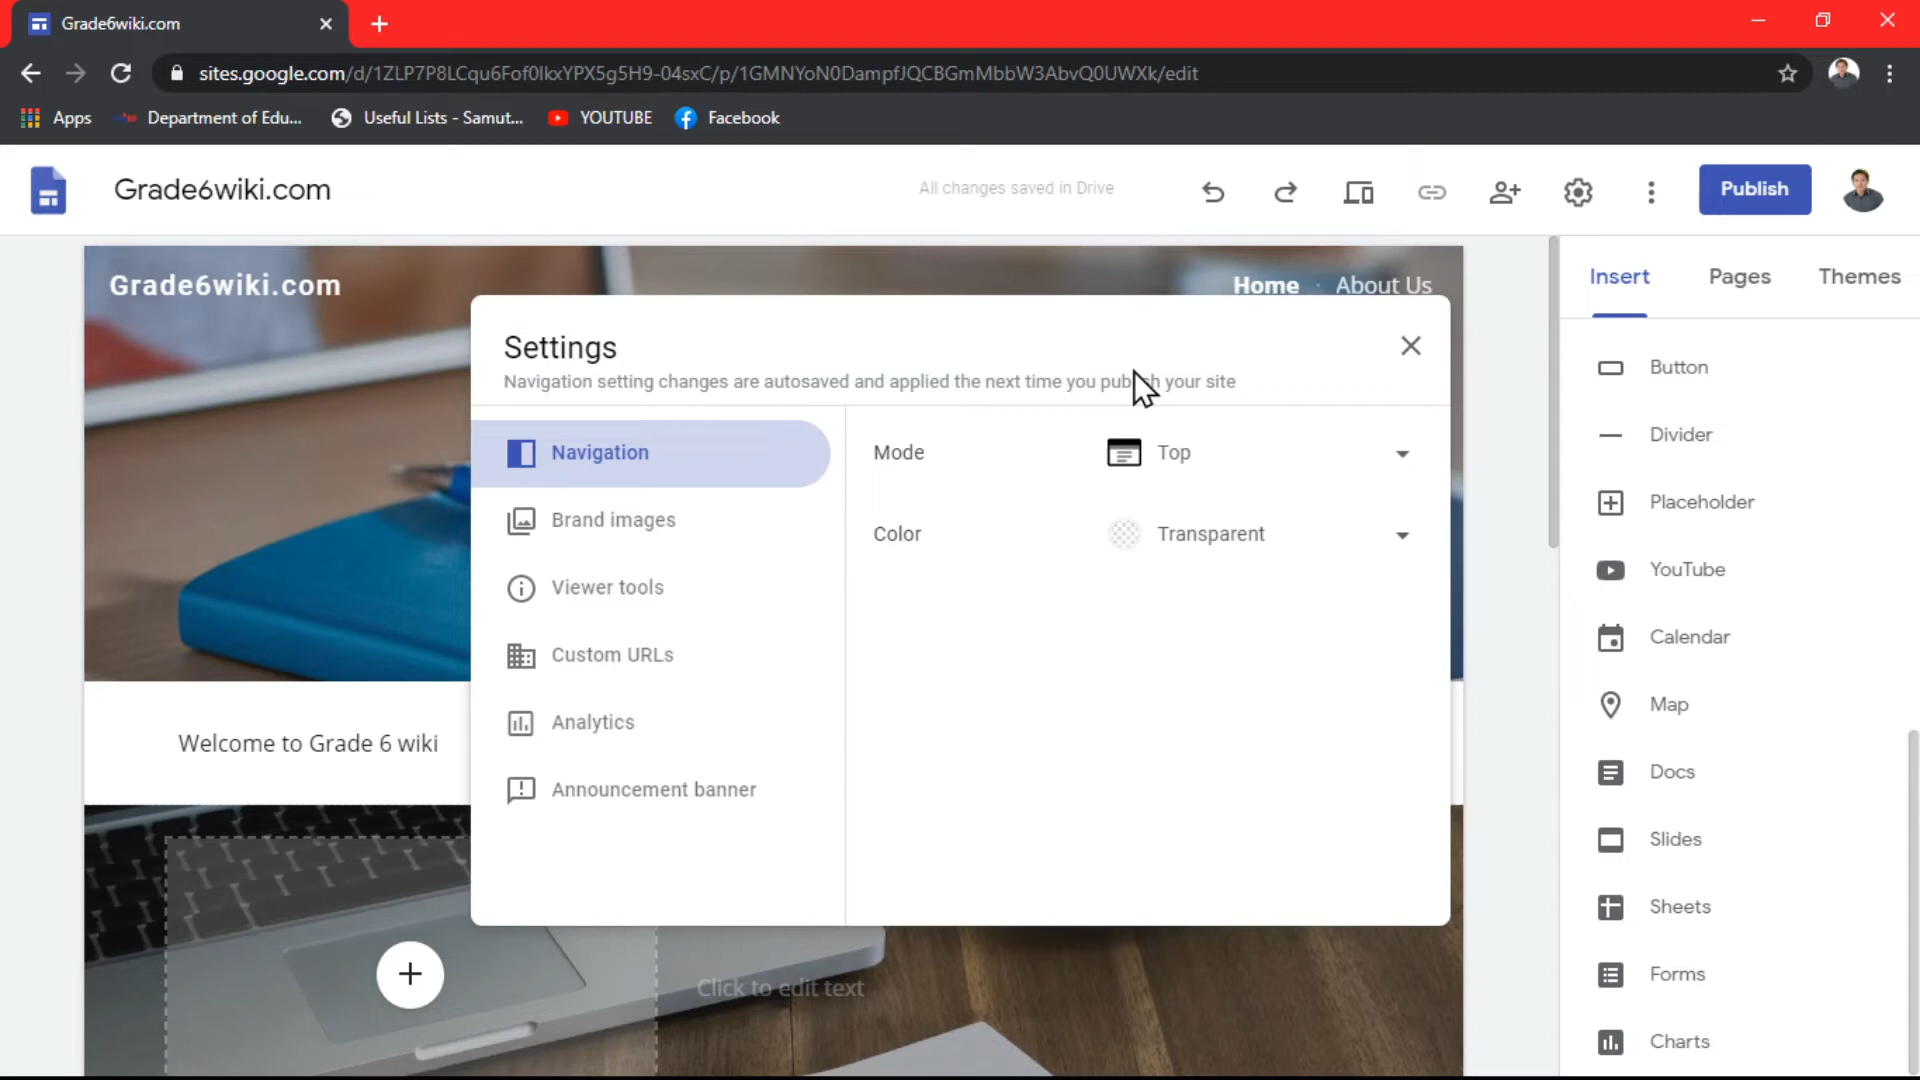 Grade6wiki.com
sites.google.com/d/1ZLP7P8LCqu6Fof0IkxYPX5g5H9-04sxC/p/1GMNYoN0DampfJQCBGmMbbW3AbvQ0UWXk/edit
Apps
Department of Edu...
Useful Lists - Samut...
YOUTUBE
Facebook
Grade6wiki.com
All changes saved in Drive
Publish
Grade6wiki.com
Home · About Us
Insert
Pages
Themes
Settings
Navigation setting changes are autosaved and applied the next time you publish your site
Navigation
Brand images
Viewer tools
Custom URLs
Analytics
Announcement banner
Mode
Top
Color
Transparent
Welcome to Grade 6 wiki
Click to edit text
Button
Divider
Placeholder
YouTube
Calendar
Map
Docs
Slides
Sheets
Forms
Charts